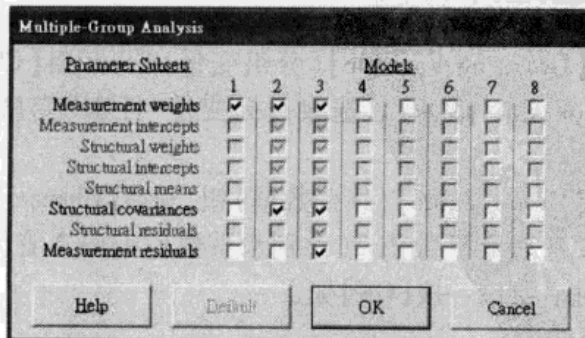 Multiple-Group Analysis
Parameter Subsets Models
1 2 3 4 5 6 7 8
Measurement weights
Measurement intercepts
Structural weights
Structural intercepts
Structural means
Structural covariances
Structural residuals
Measurement residuals
Help Default OK Cancel